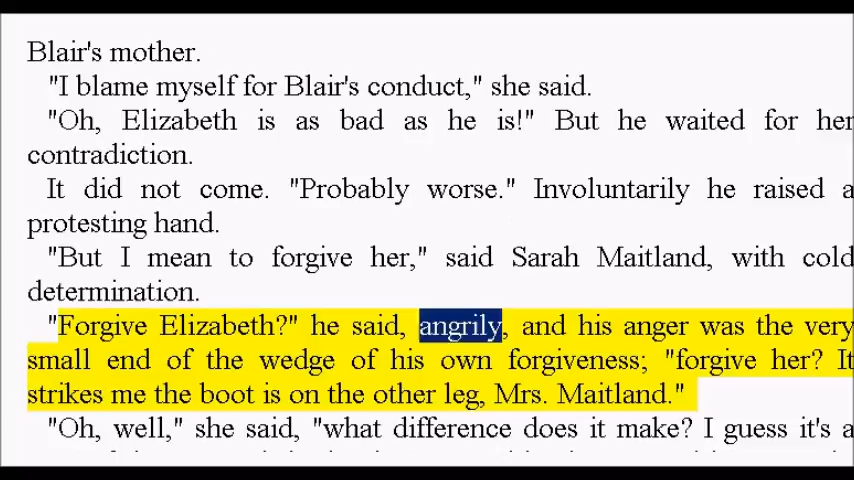 Blair's mother.
"I blame myself for Blair's conduct," she said.
"Oh, Elizabeth is as bad as he is!" But he waited for her
contradiction.
It did not come. "Probably worse." Involuntarily he raised a
protesting hand.
"But I mean to forgive her," said Sarah Maitland, with cold
determination.
"Forgive Elizabeth?" he said, angrily, and his anger was the very
small end of the wedge of his own forgiveness; "forgive her? It
strikes me the boot is on the other leg, Mrs. Maitland."
"Oh, well," she said, "what difference does it make? I guess it's a